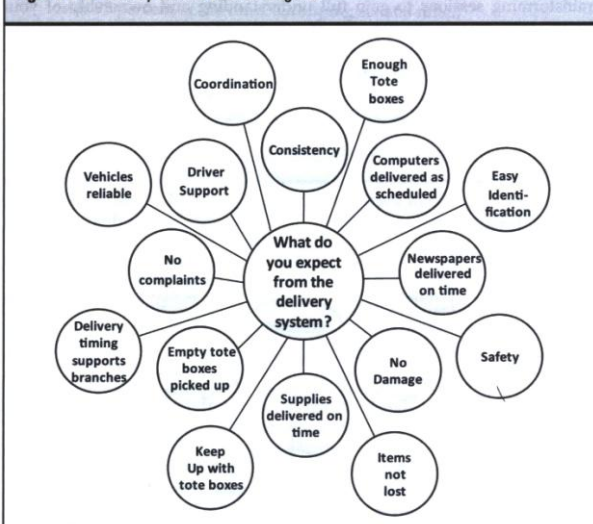 Coordination
Enough
Tote
boxes
Consistency
Computers
delivered as
scheduled
Easy
Identi-
fication
Driver
Support
Vehicles
reliable
What do
you expect
from the
delivery
system?
No
complaints
Newspapers
delivered
on time
Delivery
timing
supports
branches
Empty tote
boxes
picked up
Supplies
delivered on
time
No
Damage
Safety
Keep
Up with
tote boxes
Items
not
lost